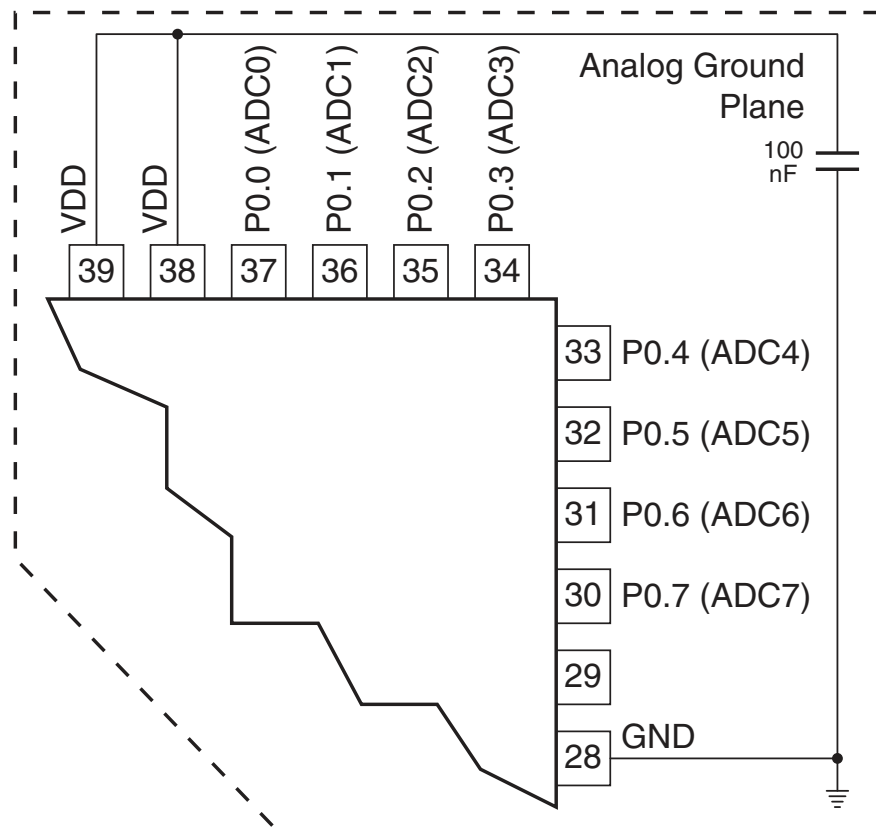 VDD
VDD
P0.0 (ADC0)
P0.1 (ADC1)
P0.2 (ADC2)
P0.3 (ADC3)
Analog Ground
Plane
100
nF
39
38
37
36
35
34
33 P0.4 (ADC4)
32 P0.5 (ADC5)
31 P0.6 (ADC6)
30 P0.7 (ADC7)
29
28 GND